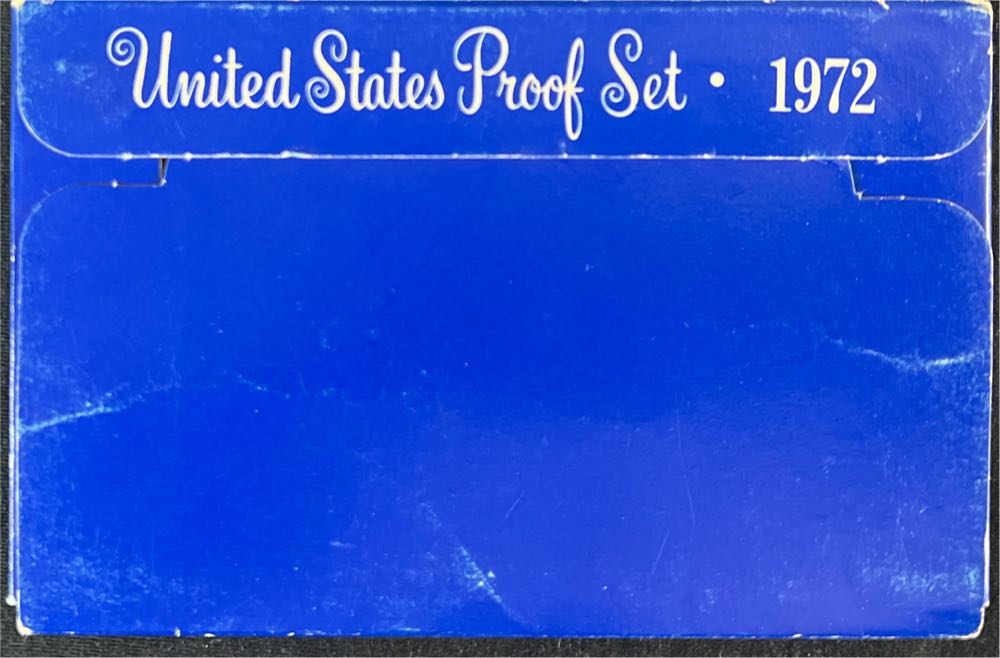 United States Proof Set • 1972